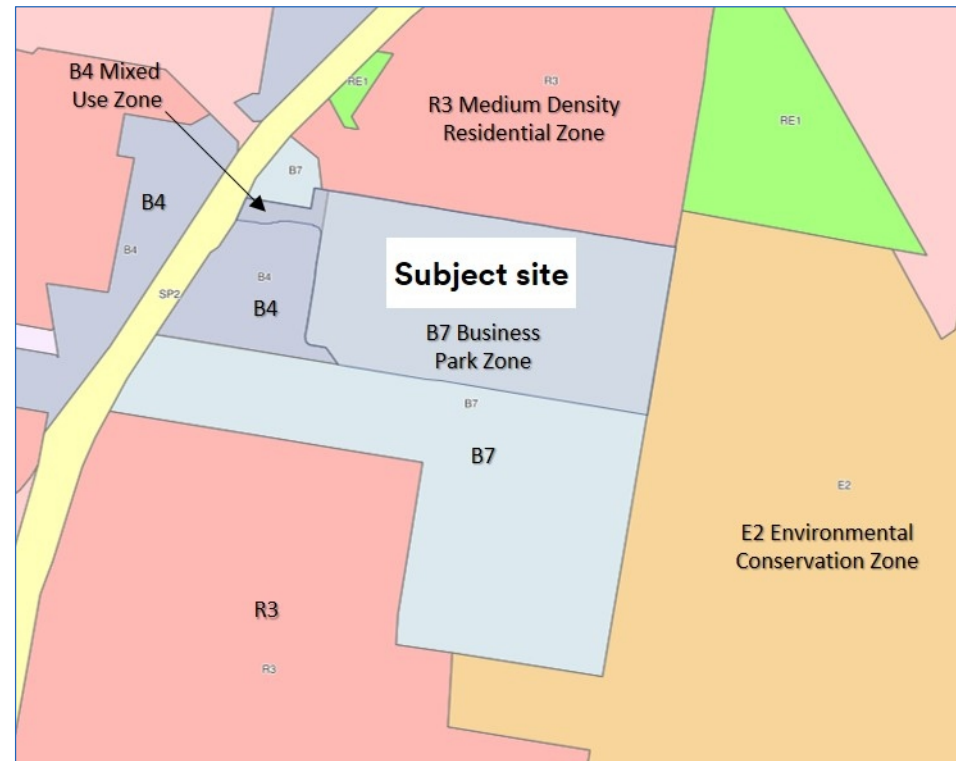 B4 Mixed
Use Zone
RE1
R3
R3 Medium Density
Residential Zone
RE1
B7
B4
B4
B4
Subject site
SP2
B4
B7 Business
Park Zone
B7
B7
E2
E2 Environmental
Conservation Zone
R3
R3